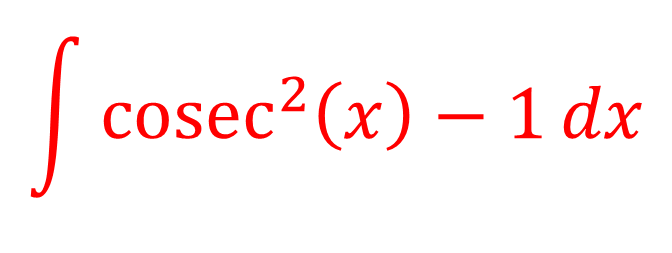 ∫ cosec²(x) − 1 dx